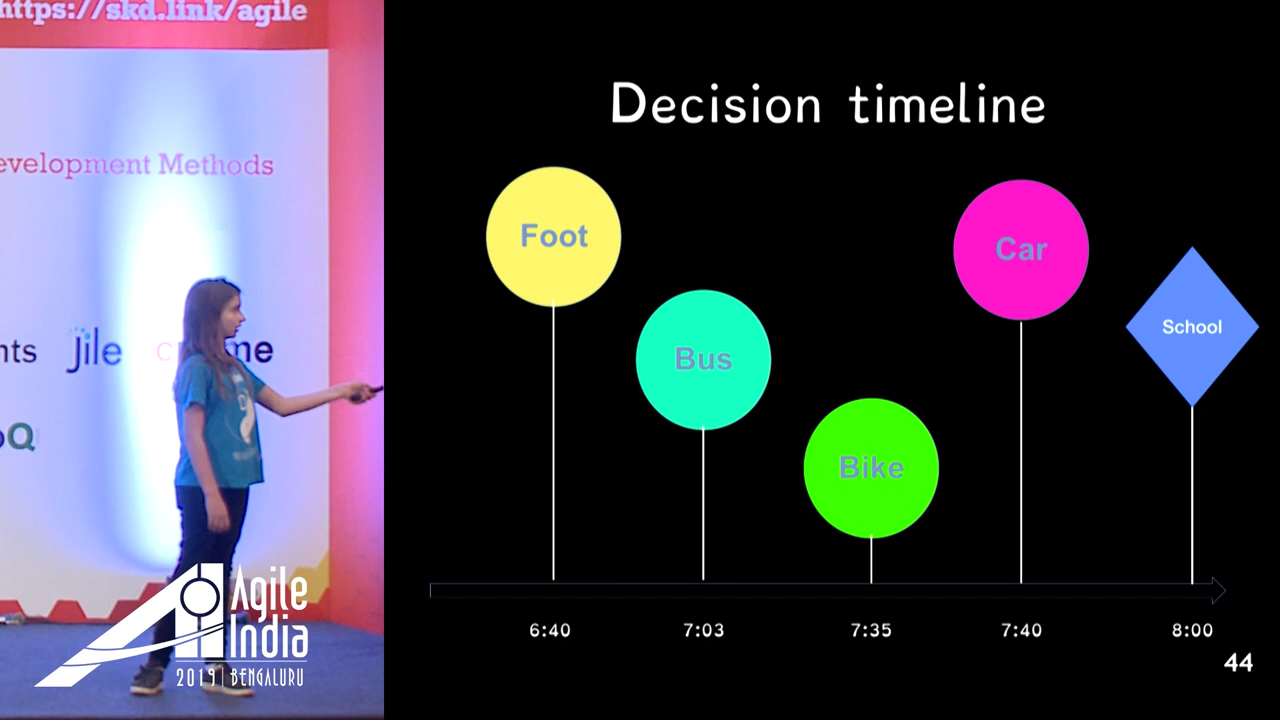 https://skd.link/agile
evelopment Methods
nts Jile
Q
Agile
India
2019 | BENGALURU
Decision timeline
Foot
Bus
Bike
Car
School
6:40 7:03 7:35 7:40 8:00
44